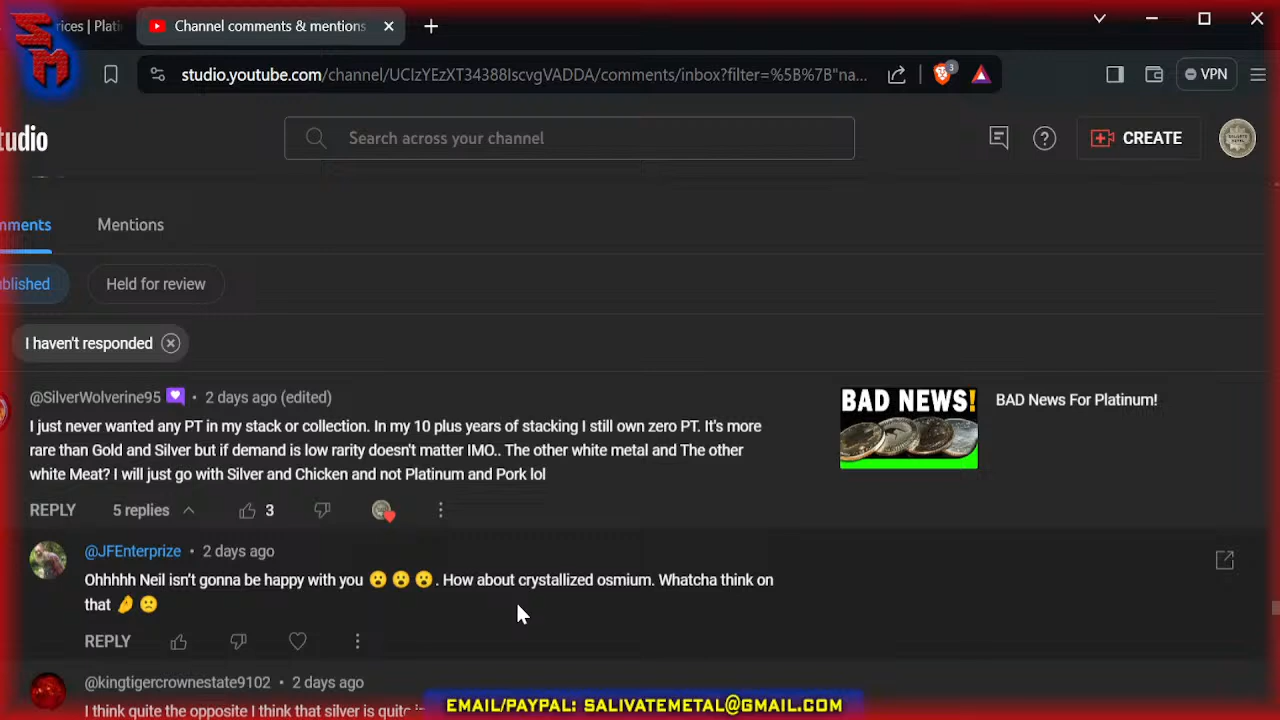 SM
rices | Plati
Channel comments & mentions
studio.youtube.com/channel/UCIzYEzXT34388IscvgVADDA/comments/inbox?filter=%5B%7B"na...
3
VPN
tudio
Search across your channel
CREATE
mments
Mentions
ublished
Held for review
I haven't responded
@SilverWolverine95 • 2 days ago (edited)
I just never wanted any PT in my stack or collection. In my 10 plus years of stacking I still own zero PT. It's more
rare than Gold and Silver but if demand is low rarity doesn't matter IMO.. The other white metal and The other
white Meat? I will just go with Silver and Chicken and not Platinum and Pork lol
BAD NEWS!
BAD News For Platinum!
REPLY 5 replies 3
@JFEnterprize • 2 days ago
Ohhhhh Neil isn't gonna be happy with you 😮 😮 😮. How about crystallized osmium. Whatcha think on
that 🤌 🙁
REPLY
@kingtigercrownestate9102 • 2 days ago
I think quite the opposite I think that silver is quite
EMAIL/PAYPAL: SALIVATEMETAL@GMAIL.COM